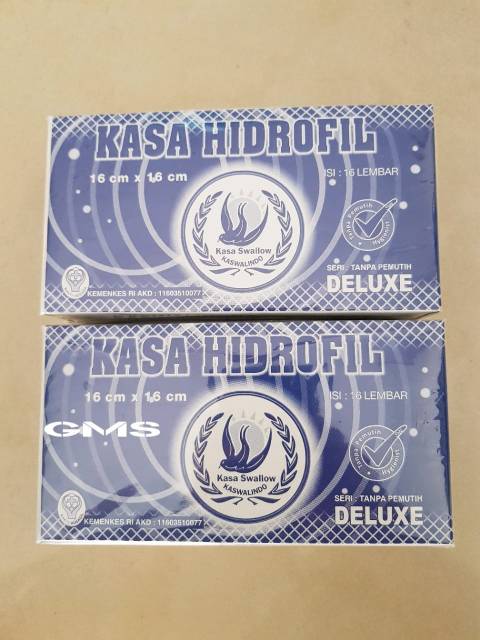 KASA HIDROFIL
16 cm x 16 cm
ISI : 16 LEMBAR
Tanpa Pemutih
Hygienist
Kasa Swallow
KASWALINDO
SERI : TANPA PEMUTIH
DELUXE
KEMENKES RI AKD : 11603510077
KASA HIDROFIL
16 cm x 16 cm
ISI : 16 LEMBAR
GMS
Tanpa Pemutih
Hygienist
Kasa Swallow
KASWALINDO
SERI : TANPA PEMUTIH
DELUXE
KEMENKES RI AKD : 11603510077